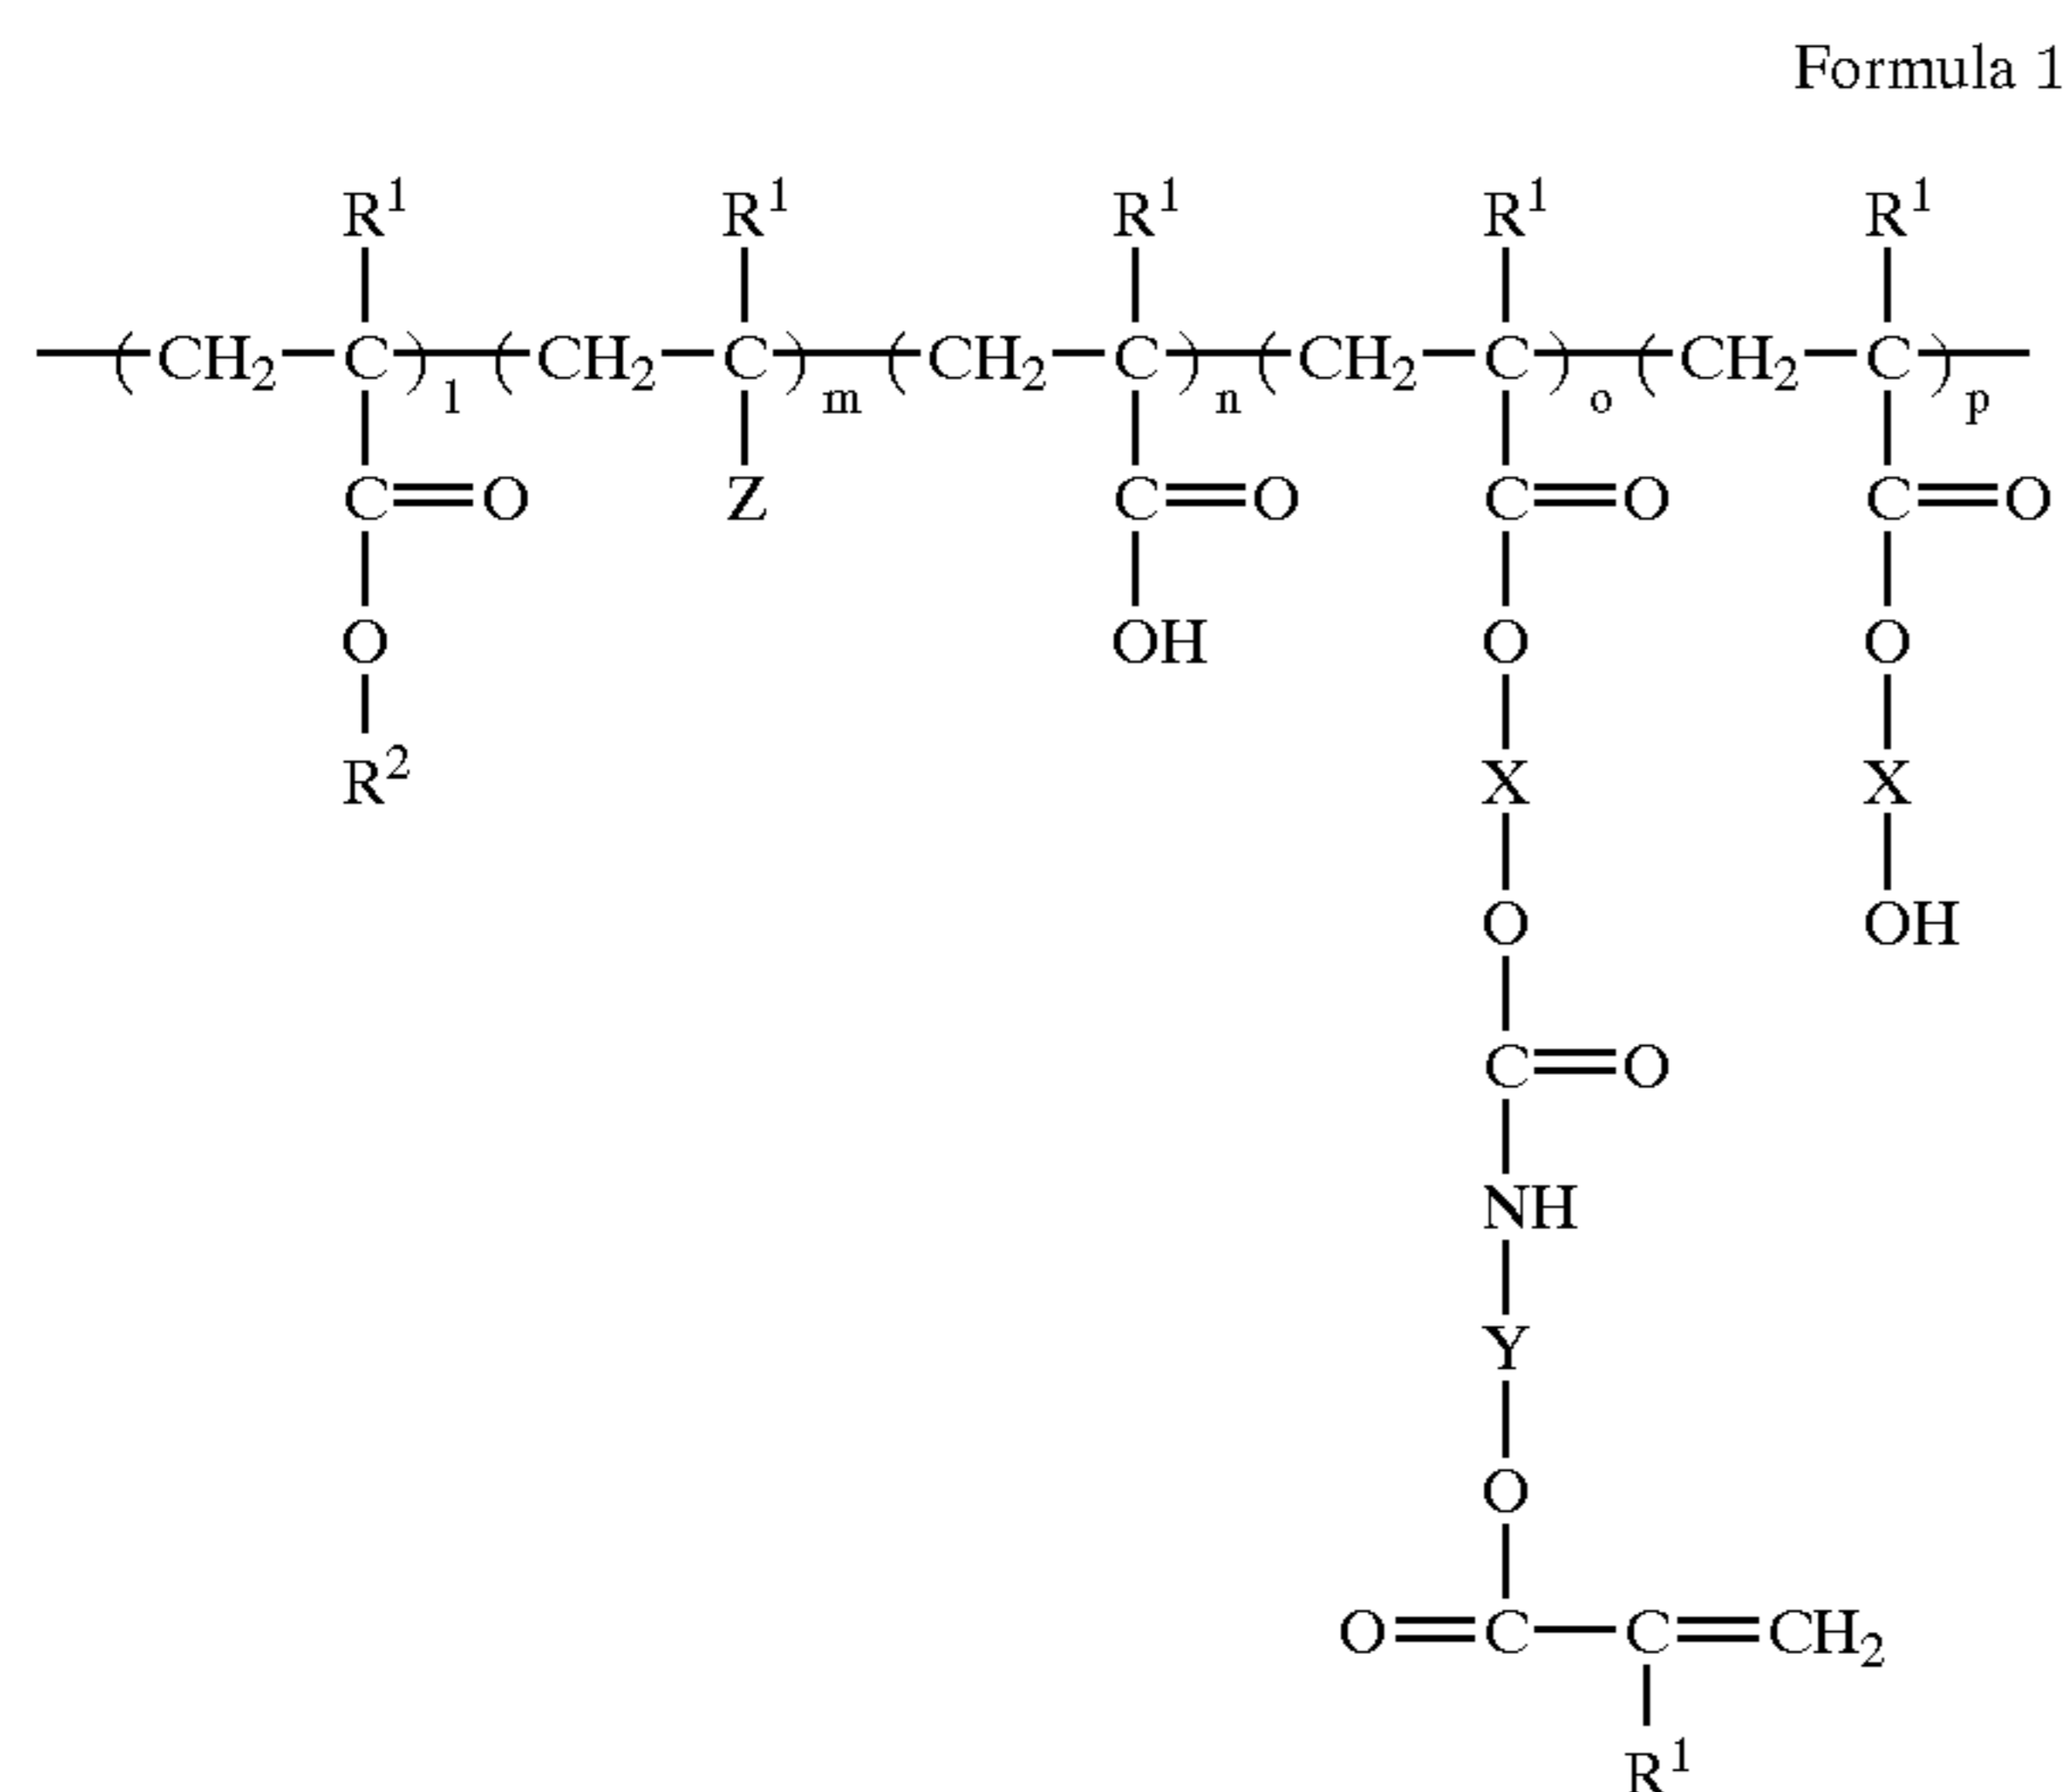 Formula 1
R¹ R¹ R¹ R¹ R¹
—(CH₂—C)ₗ—(CH₂—C)ₘ—(CH₂—C)ₙ—(CH₂—C)ₒ—(CH₂—C)ₚ—
C=O Z C=O C=O C=O
O OH O O
R² X X
O OH
C=O
NH
Y
O
O=C—C=CH₂
R¹